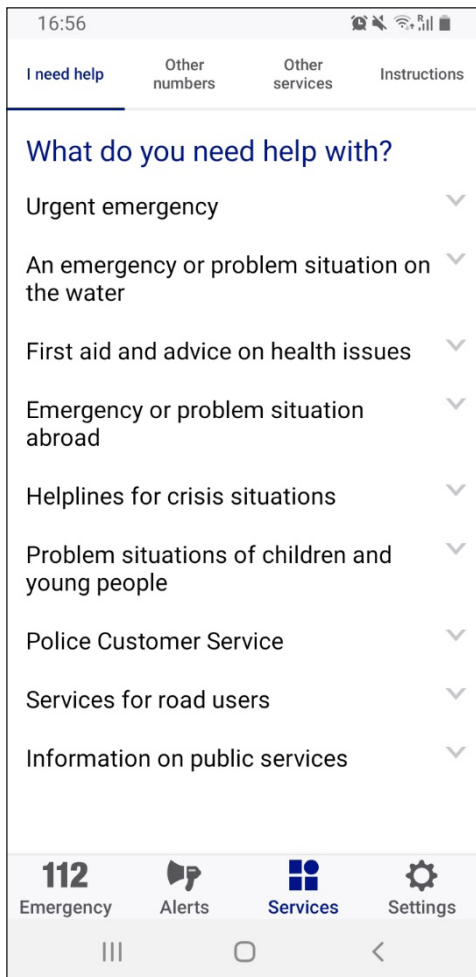 16:56
I need help
Other
numbers
Other
services
Instructions
What do you need help with?
Urgent emergency
An emergency or problem situation on
the water
First aid and advice on health issues
Emergency or problem situation
abroad
Helplines for crisis situations
Problem situations of children and
young people
Police Customer Service
Services for road users
Information on public services
112
Emergency
Alerts
Services
Settings